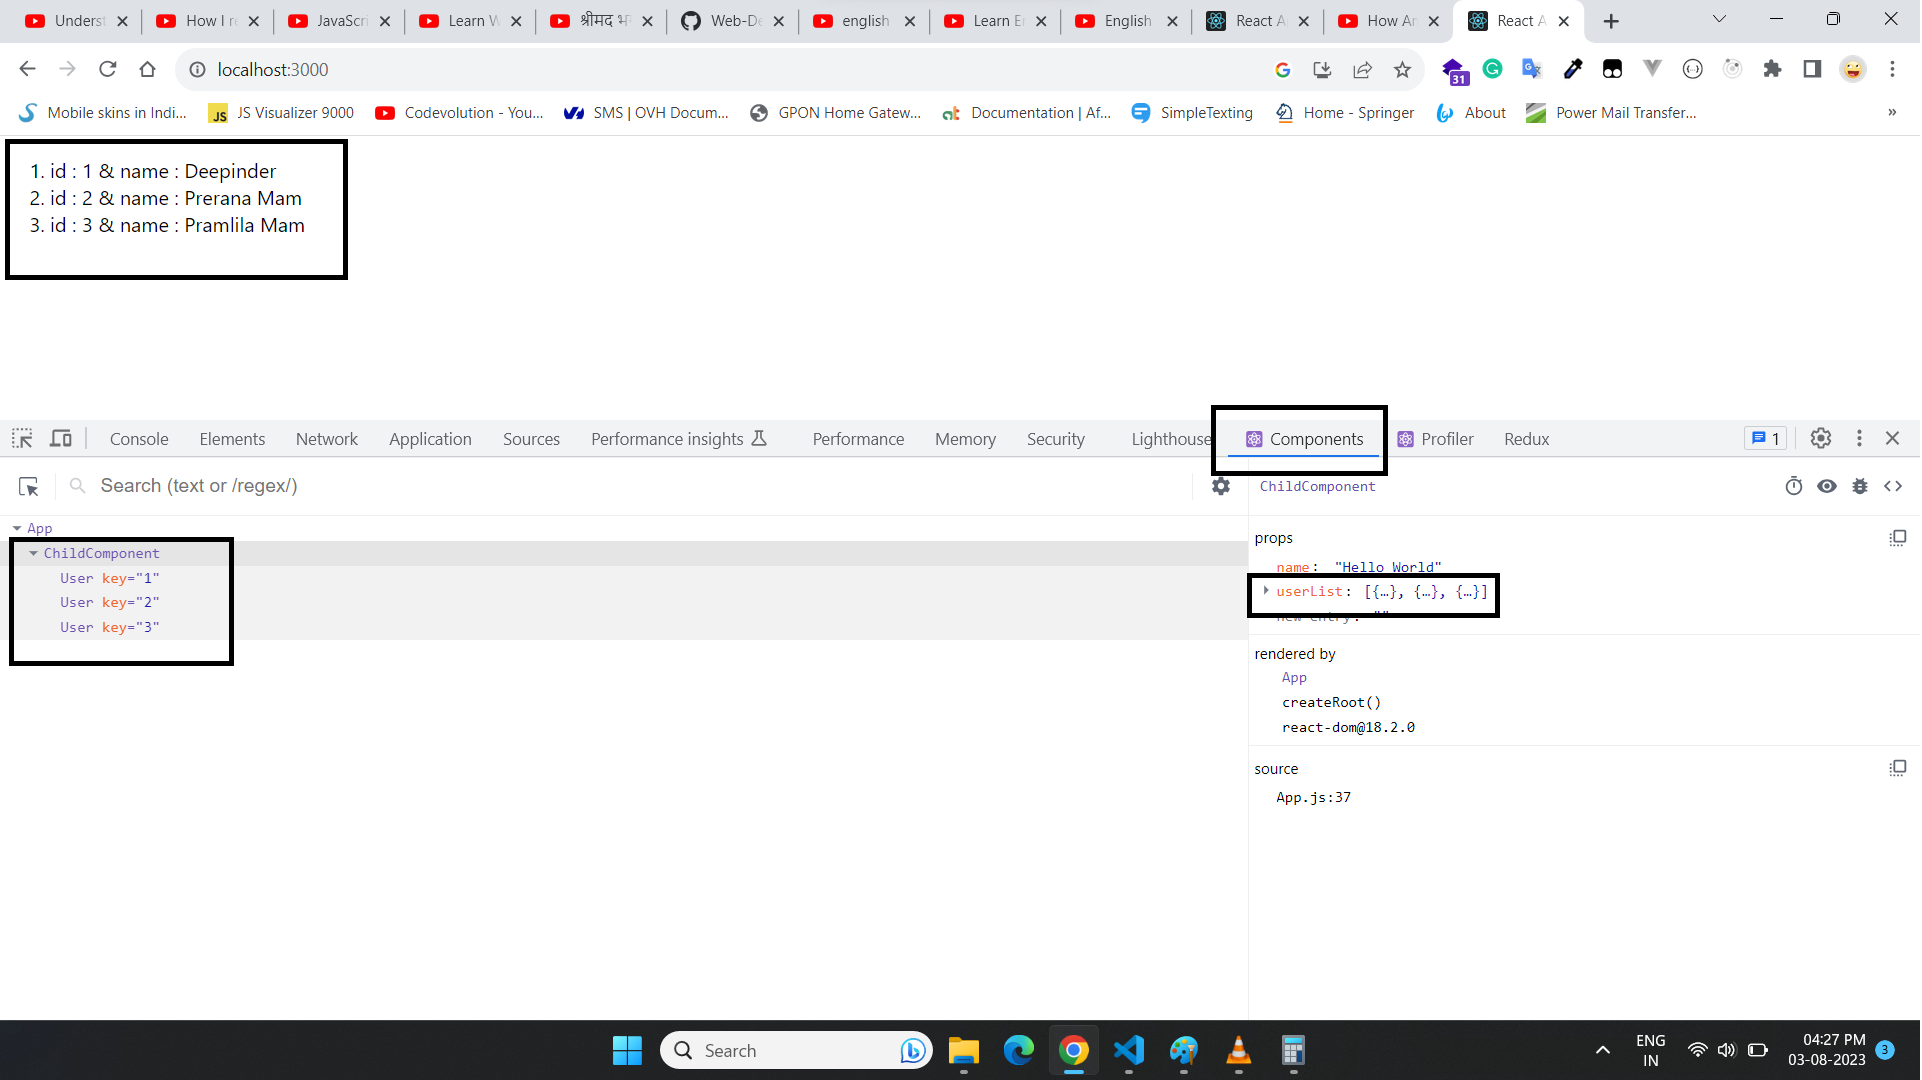 Underst
How I r
JavaScri
Learn W
श्रीमद भ
Web-De
english
Learn E
English
React A
How A
React A
localhost:3000
31
Mobile skins in Indi...
JS Visualizer 9000
Codevolution - You...
SMS | OVH Docum...
GPON Home Gatew...
Documentation | Af...
SimpleTexting
Home - Springer
About
Power Mail Transfer...
»
1. id : 1 & name : Deepinder
2. id : 2 & name : Prerana Mam
3. id : 3 & name : Pramlila Mam
Console Elements Network Application Sources Performance insights Performance Memory Security Lighthouse Components Profiler Redux 1
Search (text or /regex/)
ChildComponent
App
ChildComponent
User key="1"
User key="2"
User key="3"
props
name: "Hello World"
userList: [{…}, {…}, {…}]
new entry: ""
rendered by
App
createRoot()
react-dom@18.2.0
source
App.js:37
Search
ENG
IN
04:27 PM
03-08-2023
3